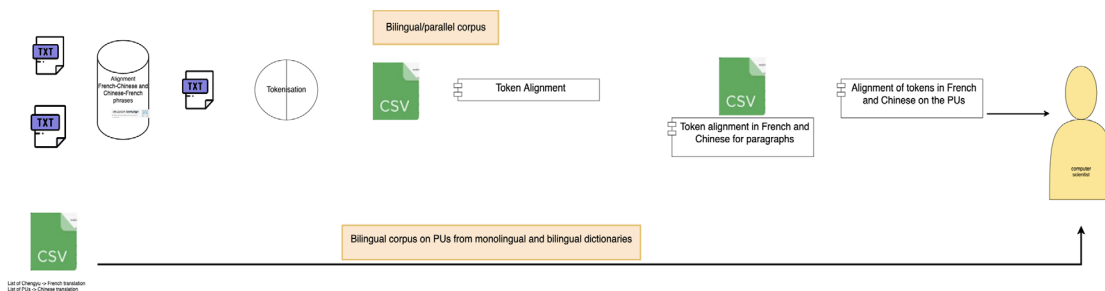 Bilingual/parallel corpus
TXT
TXT
Alignment
French-Chinese and
Chinese-French
phrases
TXT
Tokenisation
CSV
Token Alignment
CSV
Token alignment in French and
Chinese for paragraphs
Alignment of tokens in French
and Chinese on the PUs
computer
scientist
CSV
List of Chengyu -> French translation
List of PUs -> Chinese translation
Bilingual corpus on PUs from monolingual and bilingual dictionaries